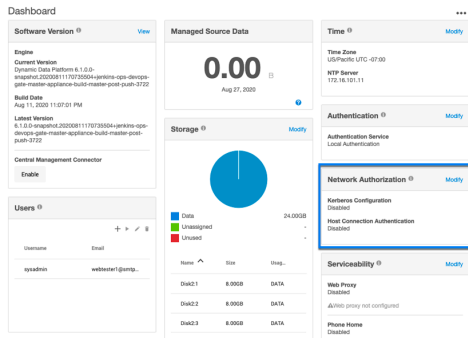 Dashboard
Software Version
View
Engine
Current Version
Dynamic Data Platform 6.1.0.0-
snapshot.20200811170735504+jenkins-ops-devops-
gate-master-appliance-build-master-post-push-3722
Build Date
Aug 11, 2020 11:07:01 PM
Latest Version
6.1.0.0-snapshot.20200811170735504+jenkins-ops-
devops-gate-master-appliance-build-master-post-
push-3722
Central Management Connector
Enable
Users
Username Email
sysadmin webtester1@smtp...
Managed Source Data
0.00 B
Aug 27, 2020
Storage
Modify
Data 24.00GB
Unassigned -
Unused -
Name Size Usag...
Disk2:1 8.00GB DATA
Disk2:2 8.00GB DATA
Disk2:3 8.00GB DATA
Time
Modify
Time Zone
US/Pacific UTC -07:00
NTP Server
172.16.101.11
Authentication
Modify
Authentication Service
Local Authentication
Network Authorization
Modify
Kerberos Configuration
Disabled
Host Connection Authentication
Disabled
Serviceability
Modify
Web Proxy
Disabled
Web proxy not configured
Phone Home
Disabled